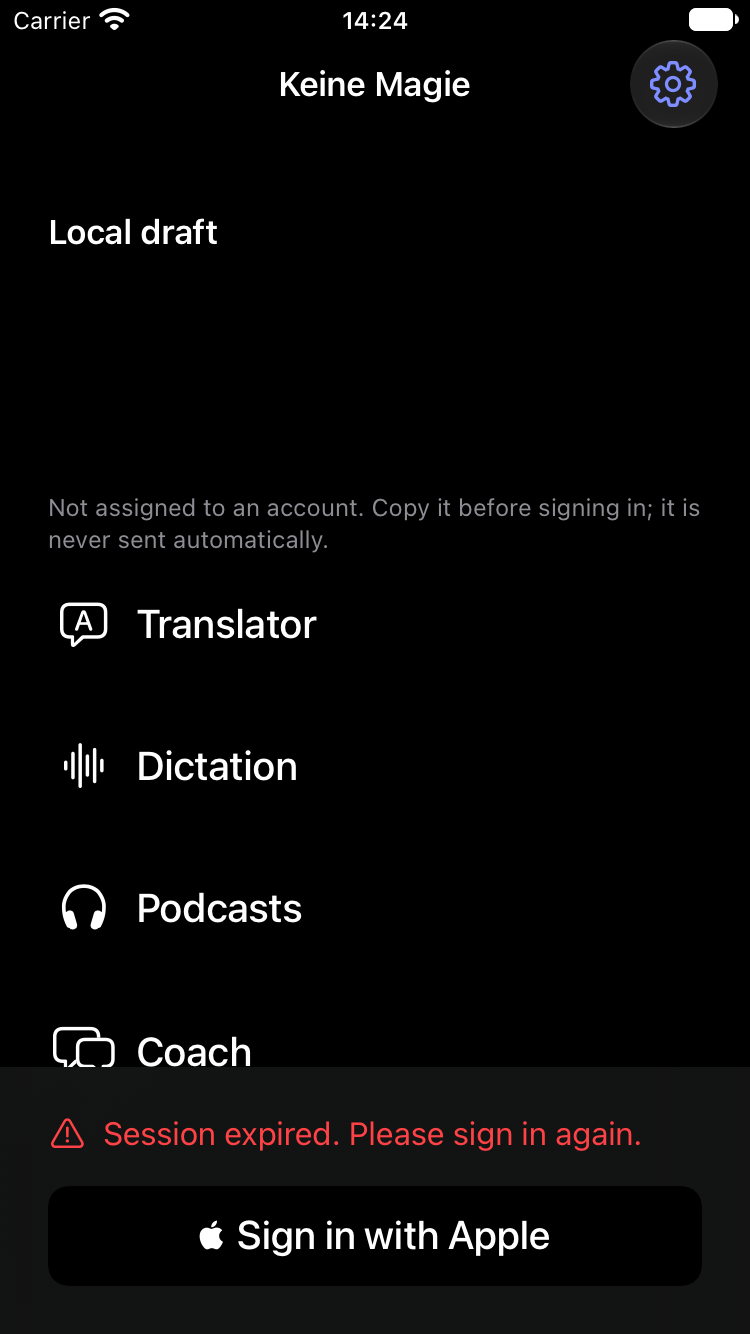 Carrier
14:24
Keine Magie
Local draft
Not assigned to an account. Copy it before signing in; it is
never sent automatically.
A
Translator
Dictation
Podcasts
Coach
Session expired. Please sign in again.
Sign in with Apple